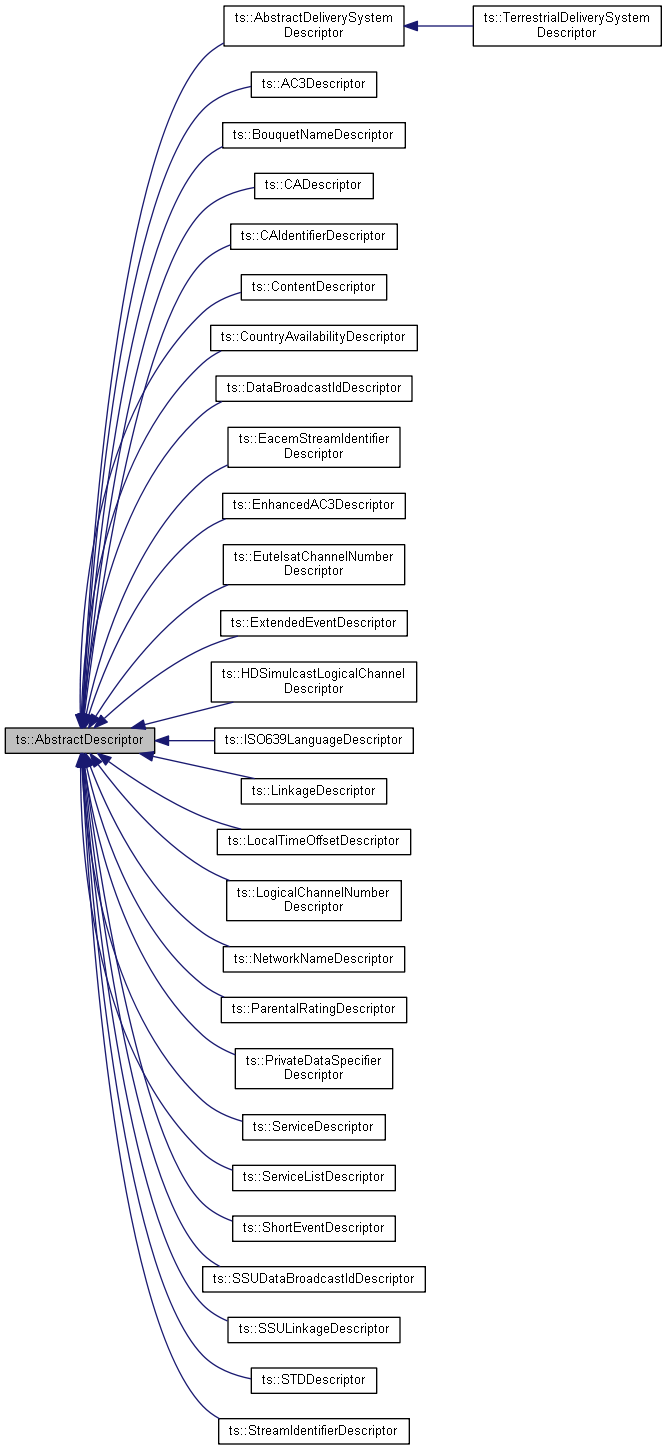 ts::AbstractDeliverySystem
Descriptor
ts::TerrestrialDeliverySystem
Descriptor
ts::AC3Descriptor
ts::BouquetNameDescriptor
ts::CADescriptor
ts::CAIdentifierDescriptor
ts::ContentDescriptor
ts::CountryAvailabilityDescriptor
ts::DataBroadcastIdDescriptor
ts::EacemStreamIdentifier
Descriptor
ts::EnhancedAC3Descriptor
ts::EutelsatChannelNumber
Descriptor
ts::ExtendedEventDescriptor
ts::HDSimulcastLogicalChannel
Descriptor
ts::AbstractDescriptor
ts::ISO639LanguageDescriptor
ts::LinkageDescriptor
ts::LocalTimeOffsetDescriptor
ts::LogicalChannelNumber
Descriptor
ts::NetworkNameDescriptor
ts::ParentalRatingDescriptor
ts::PrivateDataSpecifier
Descriptor
ts::ServiceDescriptor
ts::ServiceListDescriptor
ts::ShortEventDescriptor
ts::SSUDataBroadcastIdDescriptor
ts::SSULinkageDescriptor
ts::STDDescriptor
ts::StreamIdentifierDescriptor